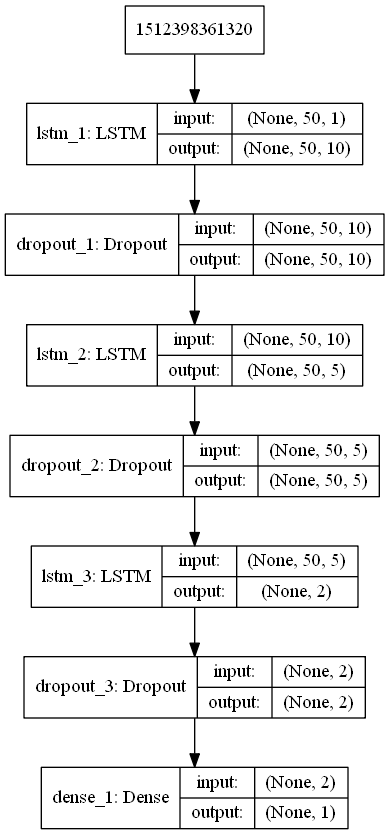 1512398361320
lstm_1: LSTM
input: (None, 50, 1)
output: (None, 50, 10)
dropout_1: Dropout
input: (None, 50, 10)
output: (None, 50, 10)
lstm_2: LSTM
input: (None, 50, 10)
output: (None, 50, 5)
dropout_2: Dropout
input: (None, 50, 5)
output: (None, 50, 5)
lstm_3: LSTM
input: (None, 50, 5)
output: (None, 2)
dropout_3: Dropout
input: (None, 2)
output: (None, 2)
dense_1: Dense
input: (None, 2)
output: (None, 1)